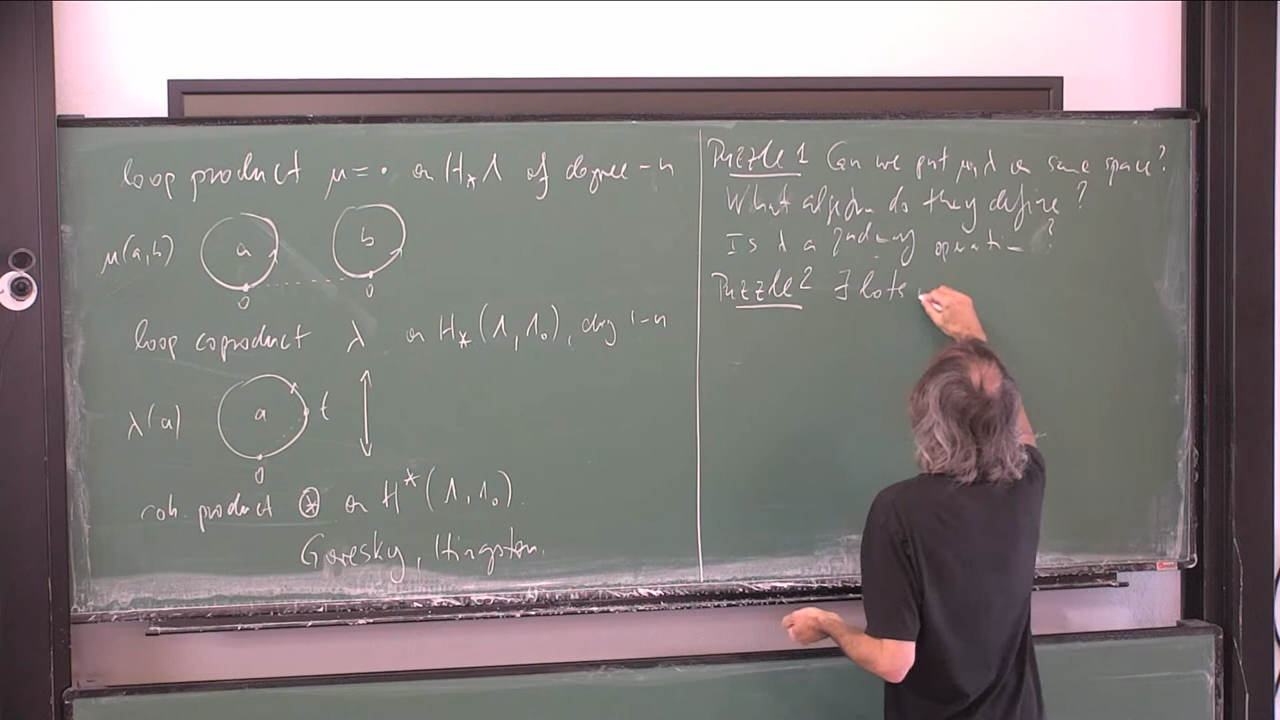 loop product μ = · on H_*Λ of degree -n
μ(a,b) a b
0 0
loop coproduct λ on H_*(Λ,Λ_0), deg 1-n
λ(a) a t
0
coh. product ⊛ on H^*(Λ,Λ_0).
Goresky, Hingston.
Puzzle 1 Can we put μ,λ on same space?
What algebra do they define?
Is λ a 2ndary operation?
Puzzle 2 ∃ lots